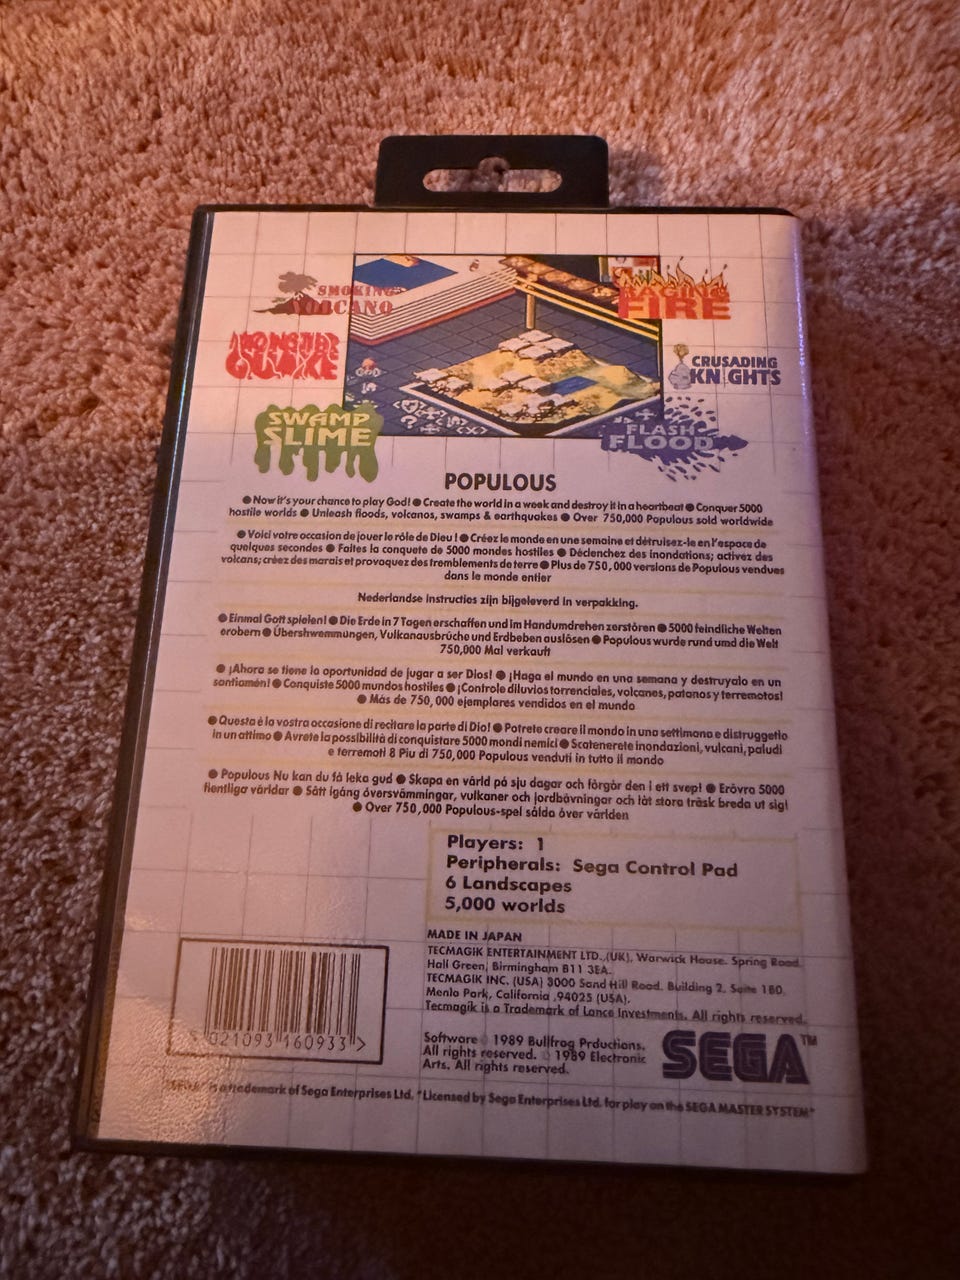 SMOKING
VOLCANO
RAGING
FIRE
MONSTER
QUAKE
CRUSADING
KNIGHTS
SWAMP
SLIME
FLASH
FLOOD
POPULOUS
● Now it's your chance to play God! ● Create the world in a week and destroy it in a heartbeat ● Conquer 5000
hostile worlds ● Unleash floods, volcanos, swamps & earthquakes ● Over 750,000 Populous sold worldwide
● Voici votre occasion de jouer le rôle de Dieu ! ● Créez le monde en une semaine et détruisez-le en l'espace de
quelques secondes ● Faites la conquete de 5000 mondes hostiles ● Déclenchez des inondations; activez des
volcans; créez des marais et provoquez des tremblements de terre ● Plus de 750,000 versions de Populous vendues
dans le monde entier
Nederlandse instructies zijn bijgeleverd in verpakking.
● Einmal Gott spielen! ● Die Erde in 7 Tagen erschaffen und im Handumdrehen zerstören ● 5000 feindliche Welten
erobern ● Übershwemmungen, Vulkanausbrüche und Erdbeben auslösen ● Populous wurde rund umd die Welt
750,000 Mal verkauft
● ¡Ahora se tiene la oportunidad de jugar a ser Dios! ● ¡Haga el mundo en una semana y destruyalo en un
santiamén! ● Conquiste 5000 mundos hostiles ● ¡Controle diluvios torrenciales, volcanes, patanos y terremotos!
● Más de 750,000 ejemplares vendidos en el mundo
● Questa è la vostra occasione di recitare la parte di Dio! ● Potrete creare il mondo in una settimana e distruggeto
in un attimo ● Avrete la possibilità di conquistare 5000 mondi nemici ● Scatenerete inondazioni, vulcani, paludi
e terremoti 8 Piu di 750,000 Populous venduti in tutto il mondo
● Populous Nu kan du få leka gud ● Skapa en värld på sju dagar och förgör den i ett svep! ● Erövra 5000
fientliga världar ● Sätt igång översvämmingar, vulkaner och jordbävningar och låt stora träsk breda ut sig!
● Over 750,000 Populous-spel sålda över världen
Players: 1
Peripherals: Sega Control Pad
6 Landscapes
5,000 worlds
MADE IN JAPAN
TECMAGIK ENTERTAINMENT LTD.,(UK), Warwick House. Spring Road.
Hall Green, Birmingham B11 3EA.
TECMAGIK INC. (USA) 3000 Sand Hill Road. Building 2. Suite 180.
Menlo Park, California .94025 (USA).
Tecmagik is a Trademark of Lance Investments. All rights reserved.
Software © 1989 Bullfrog Prductions.
All rights reserved. © 1989 Electronic
Arts. All rights reserved.
SEGA™
021093 160933 >
"SEGA" is a trademark of Sega Enterprises Ltd. "Licensed by Sega Enterprises Ltd. for play on the SEGA MASTER SYSTEM"